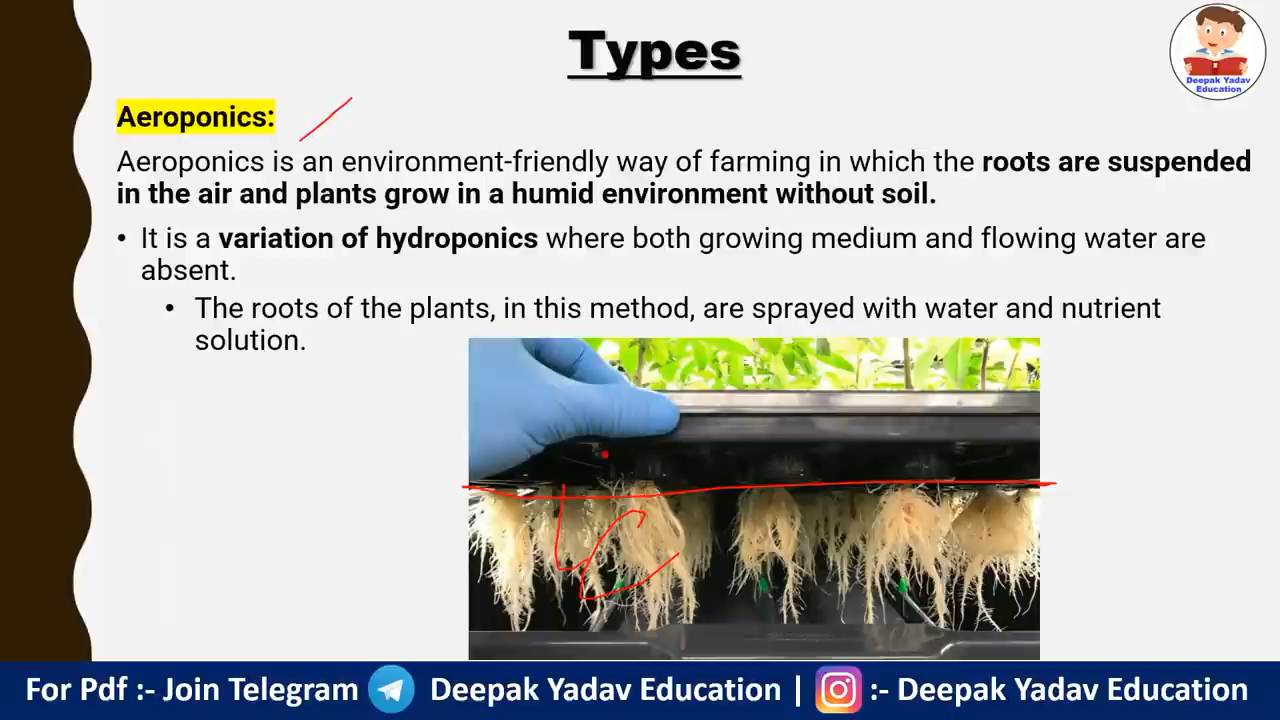 Types
Deepak Yadav
Education
Aeroponics:
Aeroponics is an environment-friendly way of farming in which the roots are suspended
in the air and plants grow in a humid environment without soil.
• It is a variation of hydroponics where both growing medium and flowing water are
absent.
• The roots of the plants, in this method, are sprayed with water and nutrient
solution.
For Pdf :- Join Telegram Deepak Yadav Education | :- Deepak Yadav Education